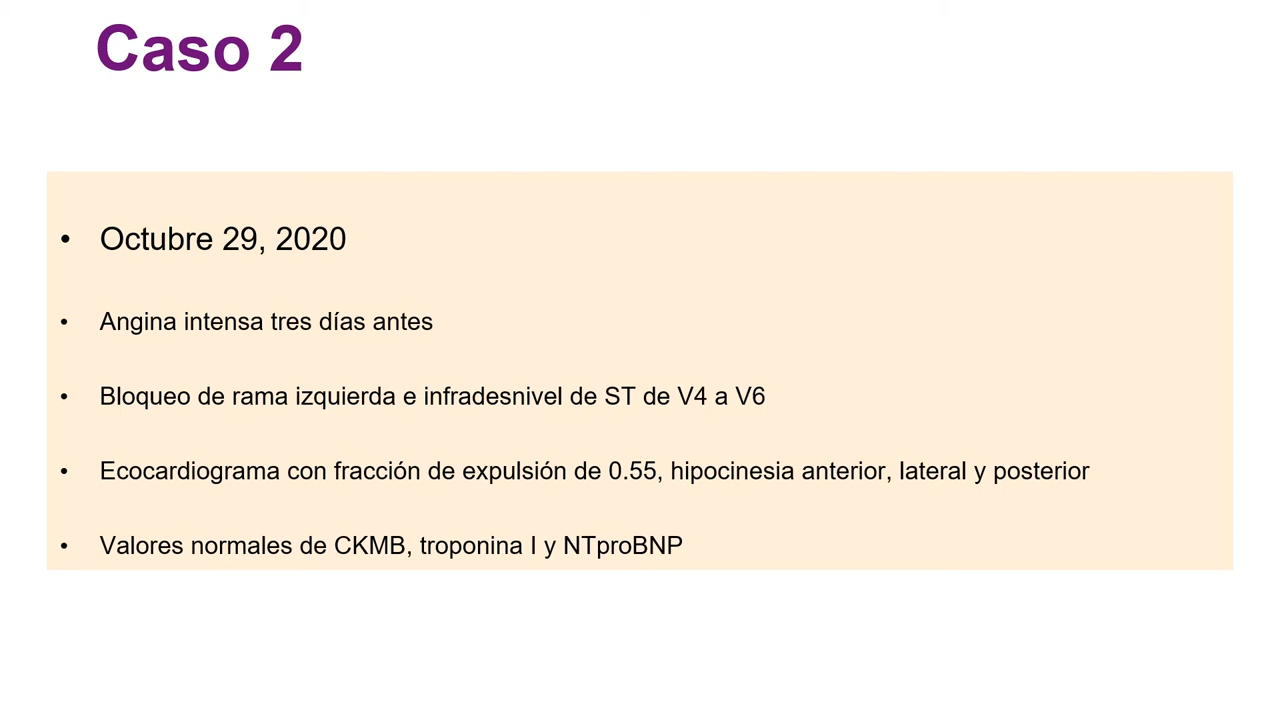 Caso 2
• Octubre 29, 2020
• Angina intensa tres días antes
• Bloqueo de rama izquierda e infradesnivel de ST de V4 a V6
• Ecocardiograma con fracción de expulsión de 0.55, hipocinesia anterior, lateral y posterior
• Valores normales de CKMB, troponina I y NTproBNP